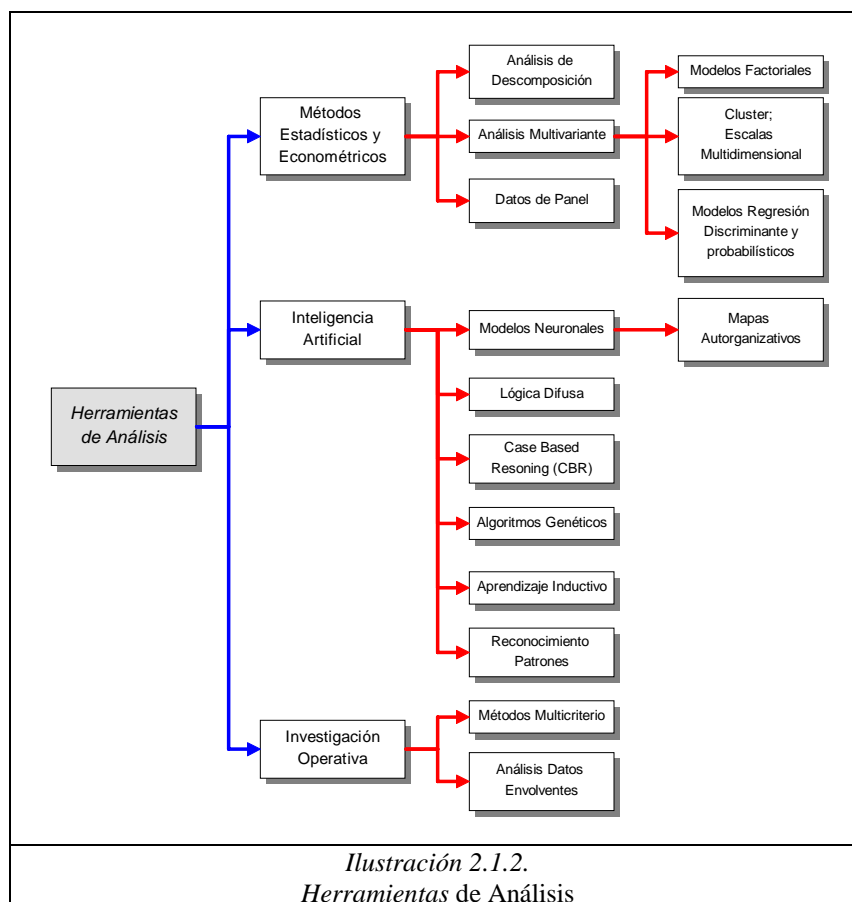 Herramientas
de Análisis
Métodos
Estadísticos y
Econométricos
Análisis de
Descomposición
Análisis Multivariante
Datos de Panel
Modelos Factoriales
Cluster;
Escalas
Multidimensional
Modelos Regresión
Discriminante y
probabilísticos
Inteligencia
Artificial
Modelos Neuronales
Mapas
Autorganizativos
Lógica Difusa
Case Based
Resoning (CBR)
Algoritmos Genéticos
Aprendizaje Inductivo
Reconocimiento
Patrones
Investigación
Operativa
Métodos Multicriterio
Análisis Datos
Envolventes
Ilustración 2.1.2.
Herramientas de Análisis